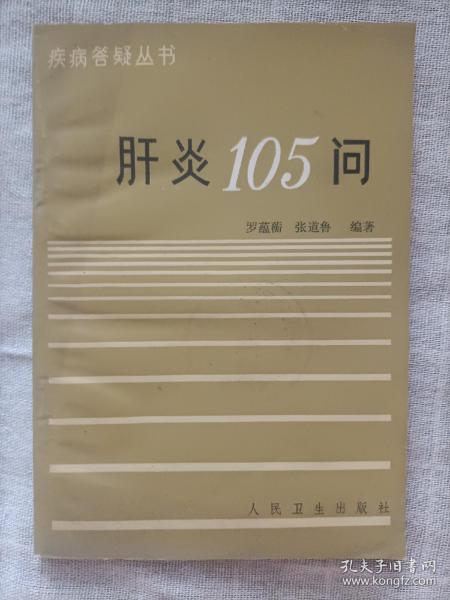 疾病答疑丛书
肝炎105问
罗蕴蘅 张道鲁 编著
人民卫生出版社
孔夫子旧书网
www.kongfz.com